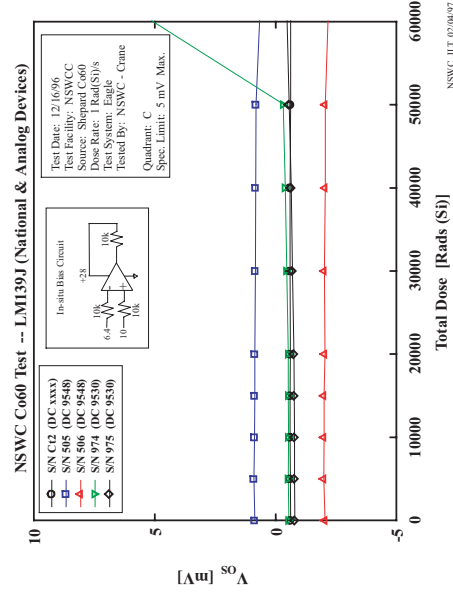 NSWC Co60 Test -- LM139J (National & Analog Devices)
S/N Ct2 (DC xxxx)
S/N 505 (DC 9548)
S/N 506 (DC 9548)
S/N 974 (DC 9530)
S/N 975 (DC 9530)
In-situ Bias Circuit
+28
6.4
10k
10
10k
10k
-
+
Test Date: 12/16/96
Test Facility: NSWCC
Source: Shepard Co60
Dose Rate: 1 Rad(Si)/s
Test System: Eagle
Tested By: NSWC - Crane
Quadrant: C
Spec. Limit: 5 mV Max.
10
5
0
-5
VOS [mV]
0
10000
20000
30000
40000
50000
60000
Total Dose [Rads (Si)]
NSWC_JLT_02/04/97